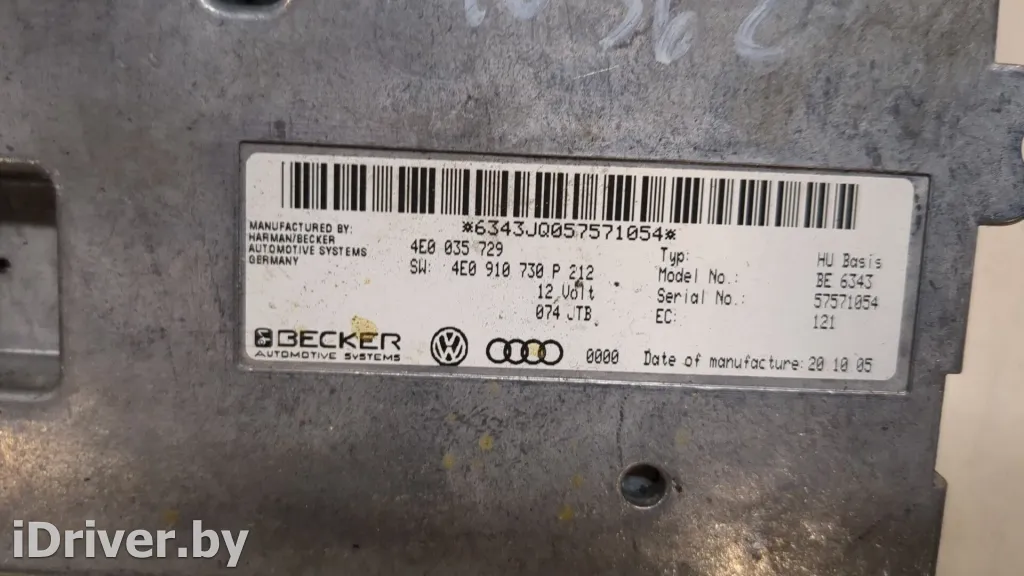 *6343JQ057571054*
MANUFACTURED BY:
HARMAN/BECKER
AUTOMOTIVE SYSTEMS
GERMANY
4E0 035 729
SW: 4E0 910 730 P 212
12 Volt
074 JTB
Typ: HU Basis
Model No.: BE 6343
Serial No.: 57571054
EC: 121
BECKER
AUTOMOTIVE SYSTEMS
0000 Date of manufacture: 20 10 05
iDriver.by